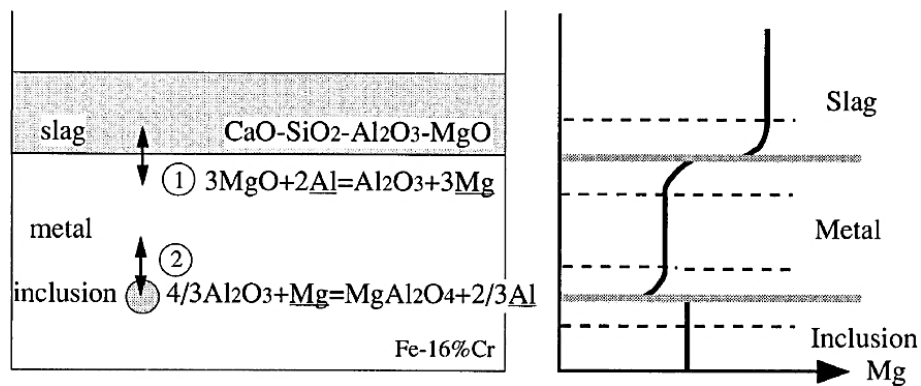 slag
CaO-SiO2-Al2O3-MgO
① 3MgO+2Al=Al2O3+3Mg
metal
②
inclusion 4/3Al2O3+Mg=MgAl2O4+2/3Al
Fe-16%Cr
Slag
Metal
Inclusion
Mg